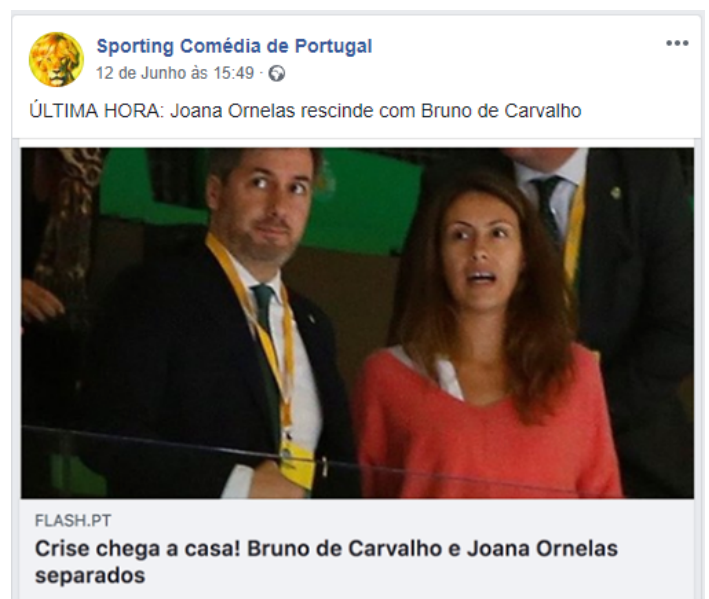 Sporting Comédia de Portugal
12 de Junho às 15:49 ·
ÚLTIMA HORA: Joana Ornelas rescinde com Bruno de Carvalho
FLASH.PT
Crise chega a casa! Bruno de Carvalho e Joana Ornelas
separados